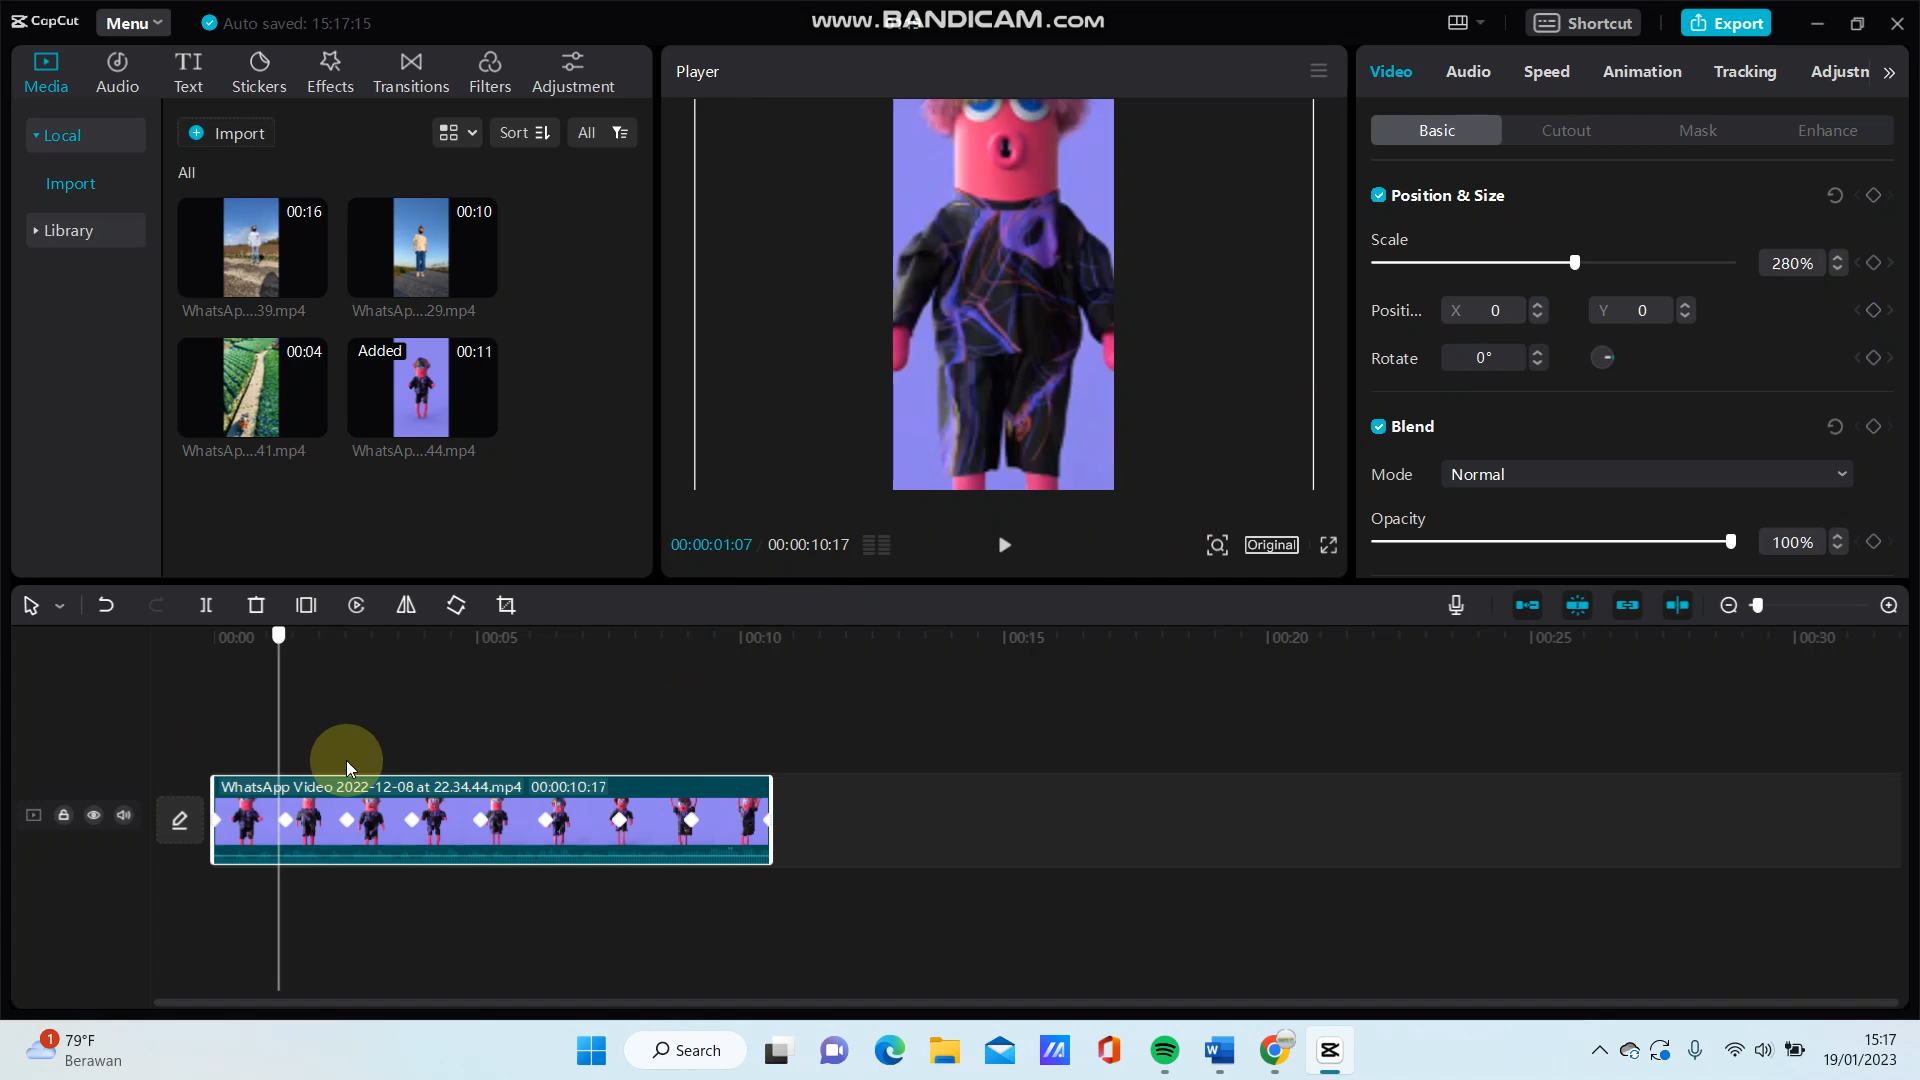 CapCut
Menu
Auto saved: 15:17:15
www.BANDICAM.com
Shortcut
Export
Media
Audio
Text
Stickers
Effects
Transitions
Filters
Adjustment
Local
Import
Library
Import
Sort
All
All
00:16
WhatsAp....39.mp4
00:10
WhatsAp....29.mp4
00:04
WhatsAp....41.mp4
Added
00:11
WhatsAp....44.mp4
Player
00:00:01:07
00:00:10:17
Original
Video
Audio
Speed
Animation
Tracking
Adjustn
Basic
Cutout
Mask
Enhance
Position & Size
Scale
280%
Positi...
X 0
Y 0
Rotate
0°
Blend
Mode
Normal
Opacity
100%
00:00
00:05
00:10
00:15
00:20
00:25
00:30
WhatsApp Video 2022-12-08 at 22.34.44.mp4 00:00:10:17
1
79°F
Berawan
Search
15:17
19/01/2023